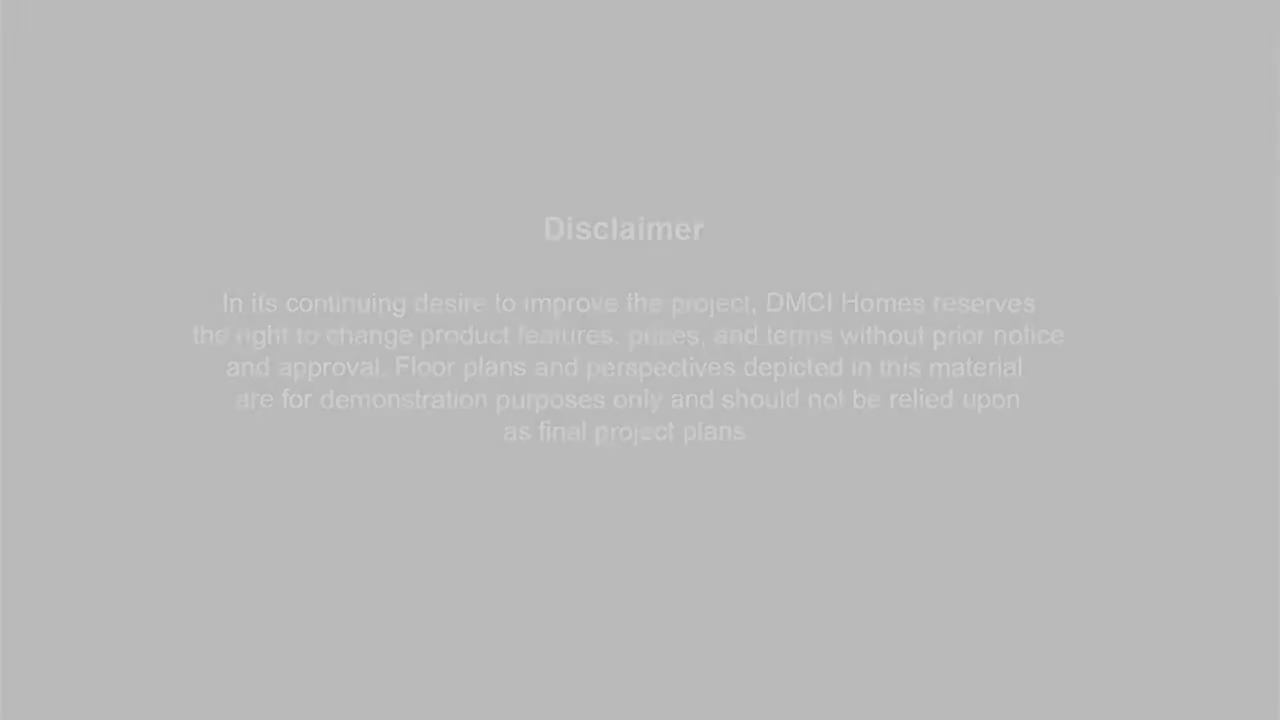 Disclaimer
In its continuing desire to improve the project, DMCI Homes reserves
the right to change product features, prices, and terms without prior notice
and approval. Floor plans and perspectives depicted in this material
are for demonstration purposes only and should not be relied upon
as final project plans